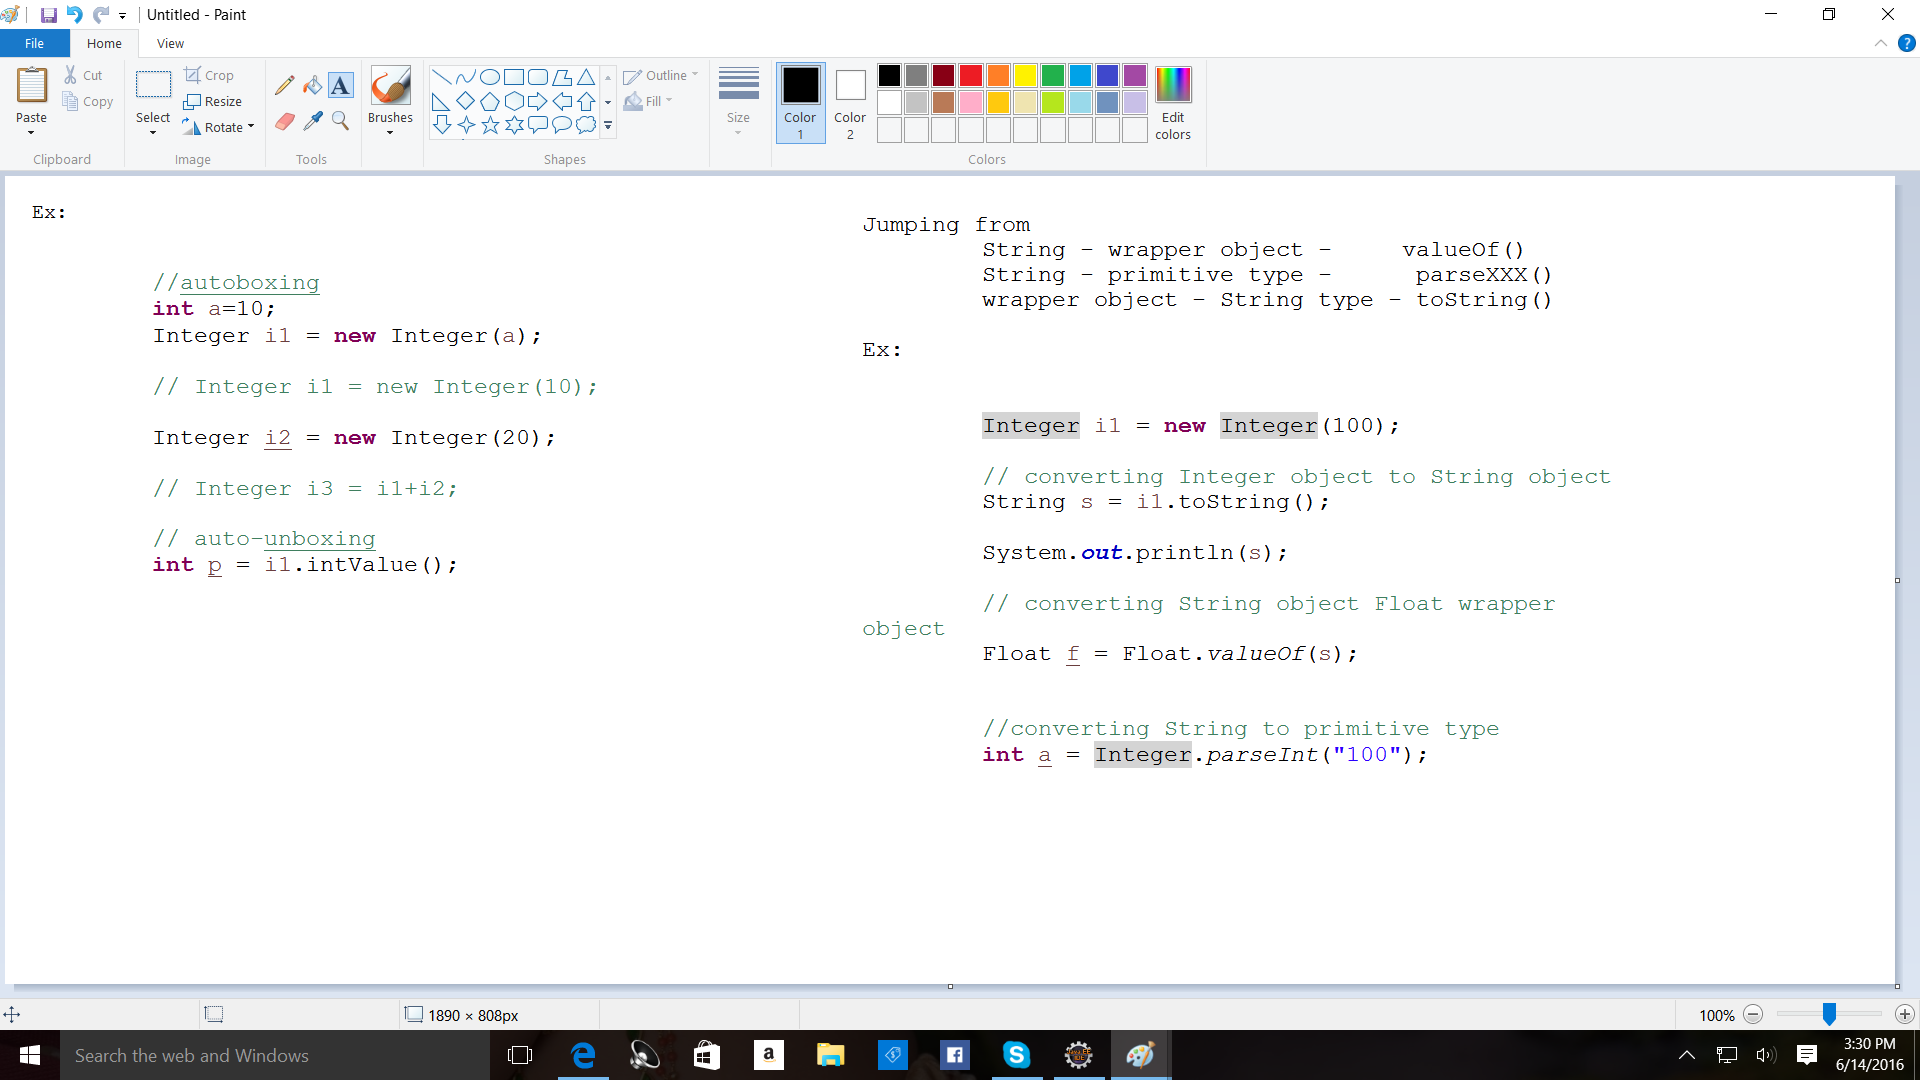 Untitled - Paint
File
Home
View
Paste
Cut
Copy
Clipboard
Select
Crop
Resize
Rotate
Image
A
Tools
Brushes
Outline
Fill
Shapes
Size
Color 1
Color 2
Edit colors
Colors
Ex:
//autoboxing
int a=10;
Integer i1 = new Integer(a);
// Integer i1 = new Integer(10);
Integer i2 = new Integer(20);
// Integer i3 = i1+i2;
// auto-unboxing
int p = i1.intValue();
Jumping from
String - wrapper object - valueOf()
String - primitive type - parseXXX()
wrapper object - String type - toString()
Ex:
Integer i1 = new Integer(100);
// converting Integer object to String object
String s = i1.toString();
System.out.println(s);
// converting String object Float wrapper
object
Float f = Float.valueOf(s);
//converting String to primitive type
int a = Integer.parseInt("100");
1890 × 808px
100%
Search the web and Windows
3:30 PM
6/14/2016